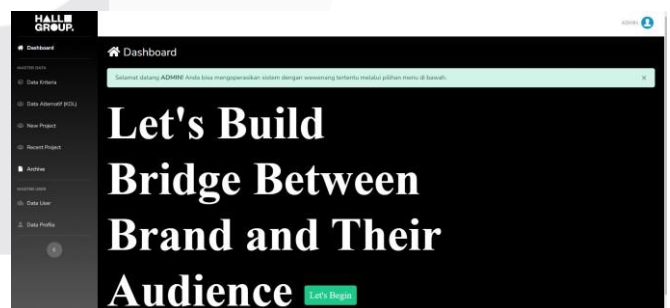 HALL
GROUP.
Dashboard
MASTER DATA
Data Kriteria
Data Alternatif (KOL)
New Project
Recent Project
Archive
MASTER USER
Data User
Data Profile
ADMIN
Dashboard
Selamat datang ADMIN! Anda bisa mengoperasikan sistem dengan wewenang tertentu melalui pilihan menu di bawah.
×
Let's Build
Bridge Between
Brand and Their
Audience
Let's Begin